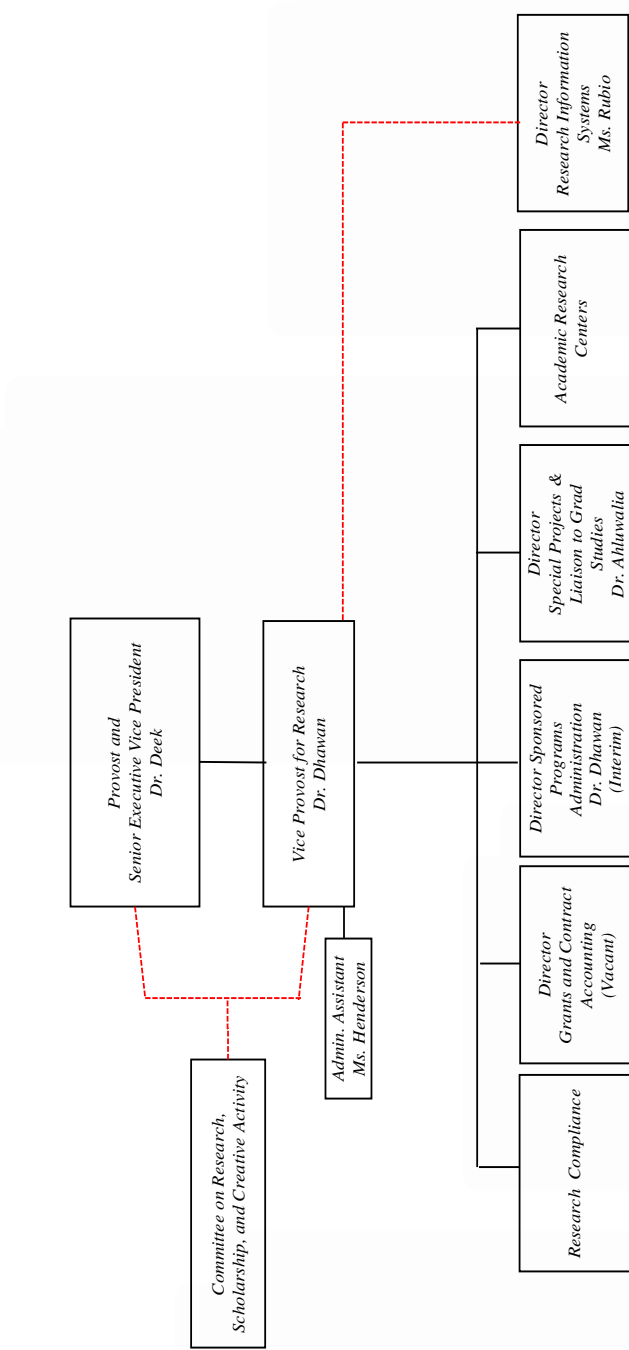 Provost and
Senior Executive Vice President
Dr. Deek
Committee on Research,
Scholarship, and Creative Activity
Vice Provost for Research
Dr. Dhawan
Admin. Assistant
Ms. Henderson
Research Compliance
Director
Grants and Contract
Accounting
(Vacant)
Director Sponsored
Programs
Administration
Dr. Dhawan
(Interim)
Director
Special Projects &
Liaison to Grad
Studies
Dr. Ahluwalia
Academic Research
Centers
Director
Research Information
Systems
Ms. Rubio